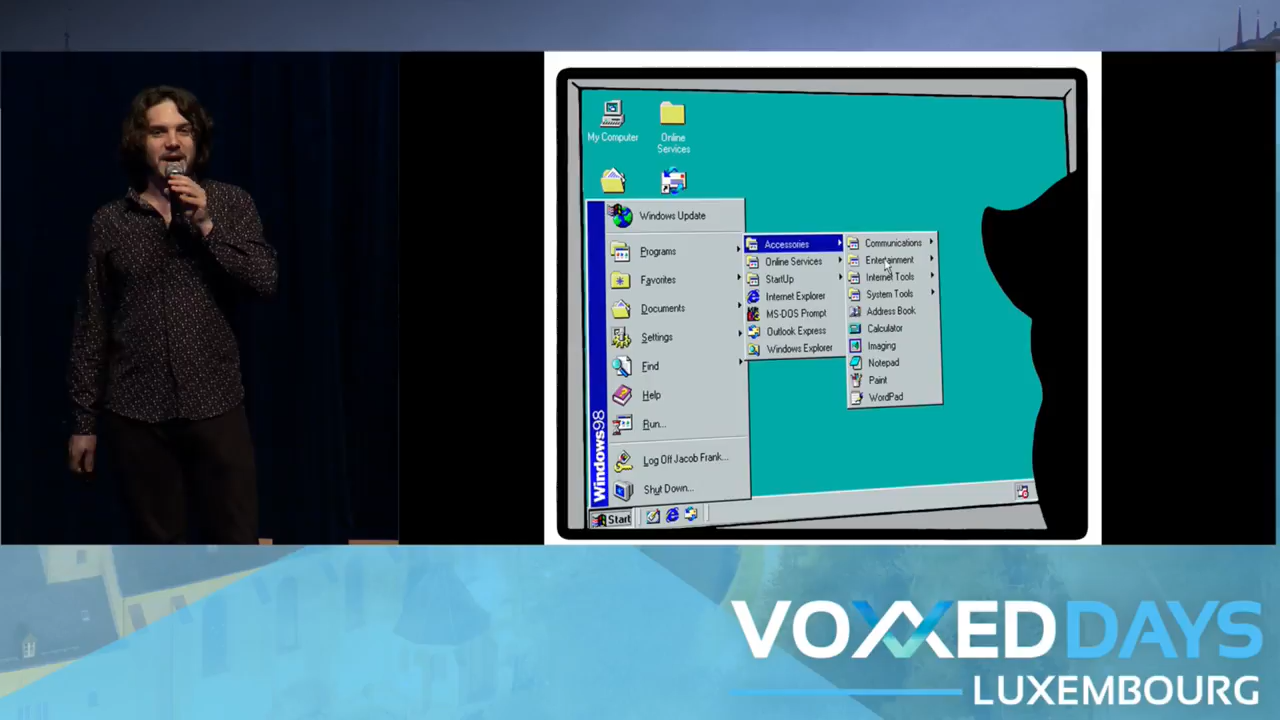 My Computer
Online
Services
Windows Update
Programs
Favorites
Documents
Settings
Find
Help
Run...
Log Off Jacob Frank...
Shut Down...
Windows98
Accessories
Online Services
StartUp
Internet Explorer
MS-DOS Prompt
Outlook Express
Windows Explorer
Communications
Entertainment
Internet Tools
System Tools
Address Book
Calculator
Imaging
Notepad
Paint
WordPad
Start
VOXXED DAYS
LUXEMBOURG